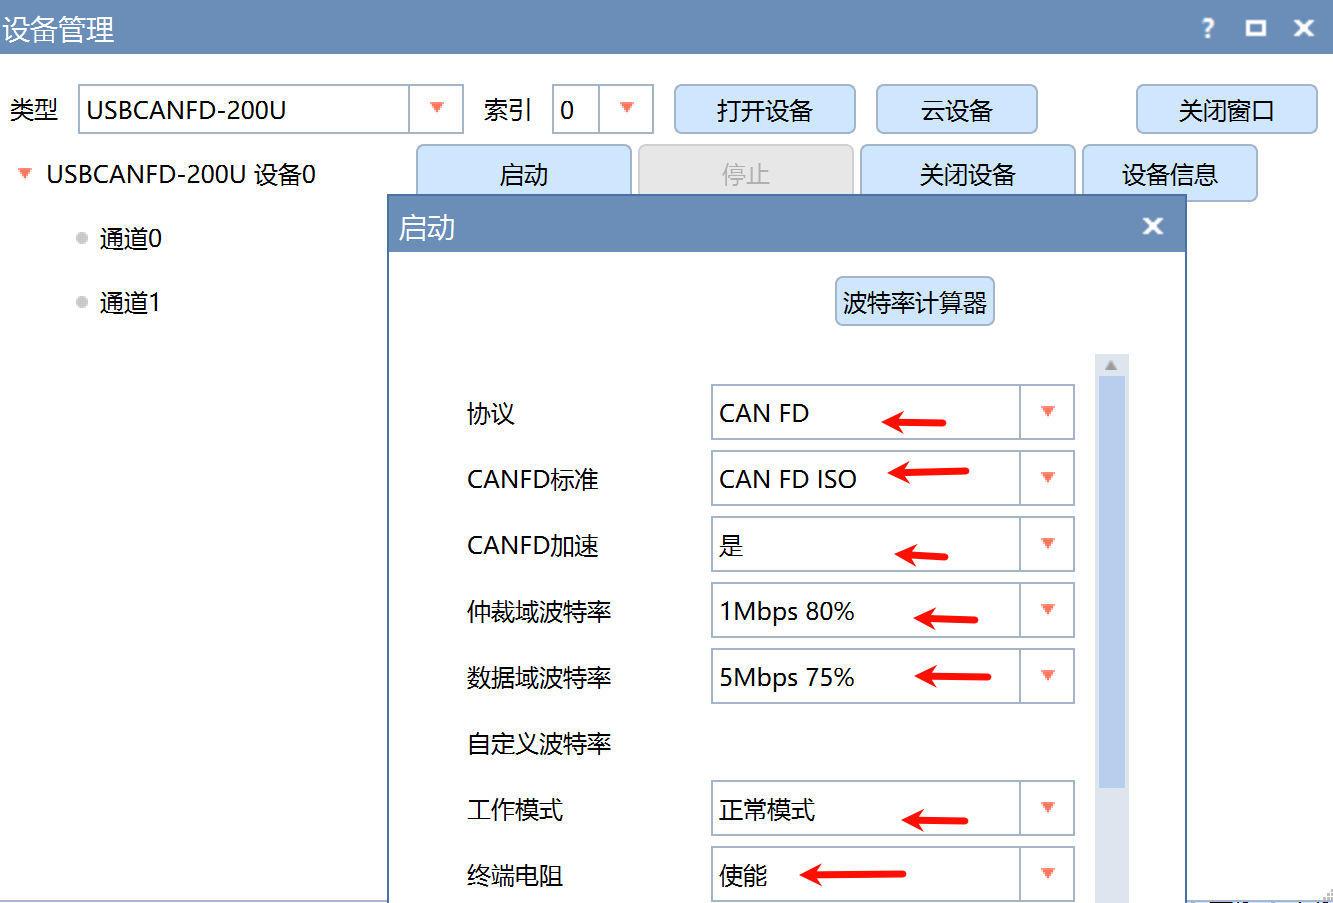 设备管理
类型 USBCANFD-200U 索引 0 打开设备 云设备 关闭窗口
USBCANFD-200U 设备0 启动 停止 关闭设备 设备信息
启动
通道0
通道1
波特率计算器
协议 CAN FD
CANFD标准 CAN FD ISO
CANFD加速 是
仲裁域波特率 1Mbps 80%
数据域波特率 5Mbps 75%
自定义波特率
工作模式 正常模式
终端电阻 使能